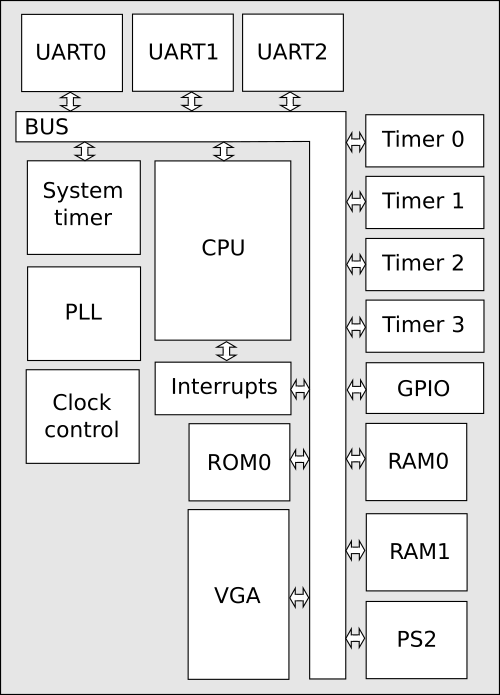 UART0
UART1
UART2
BUS
Timer 0
System
timer
CPU
Timer 1
Timer 2
PLL
Timer 3
Interrupts
GPIO
Clock
control
ROM0
RAM0
RAM1
VGA
PS2